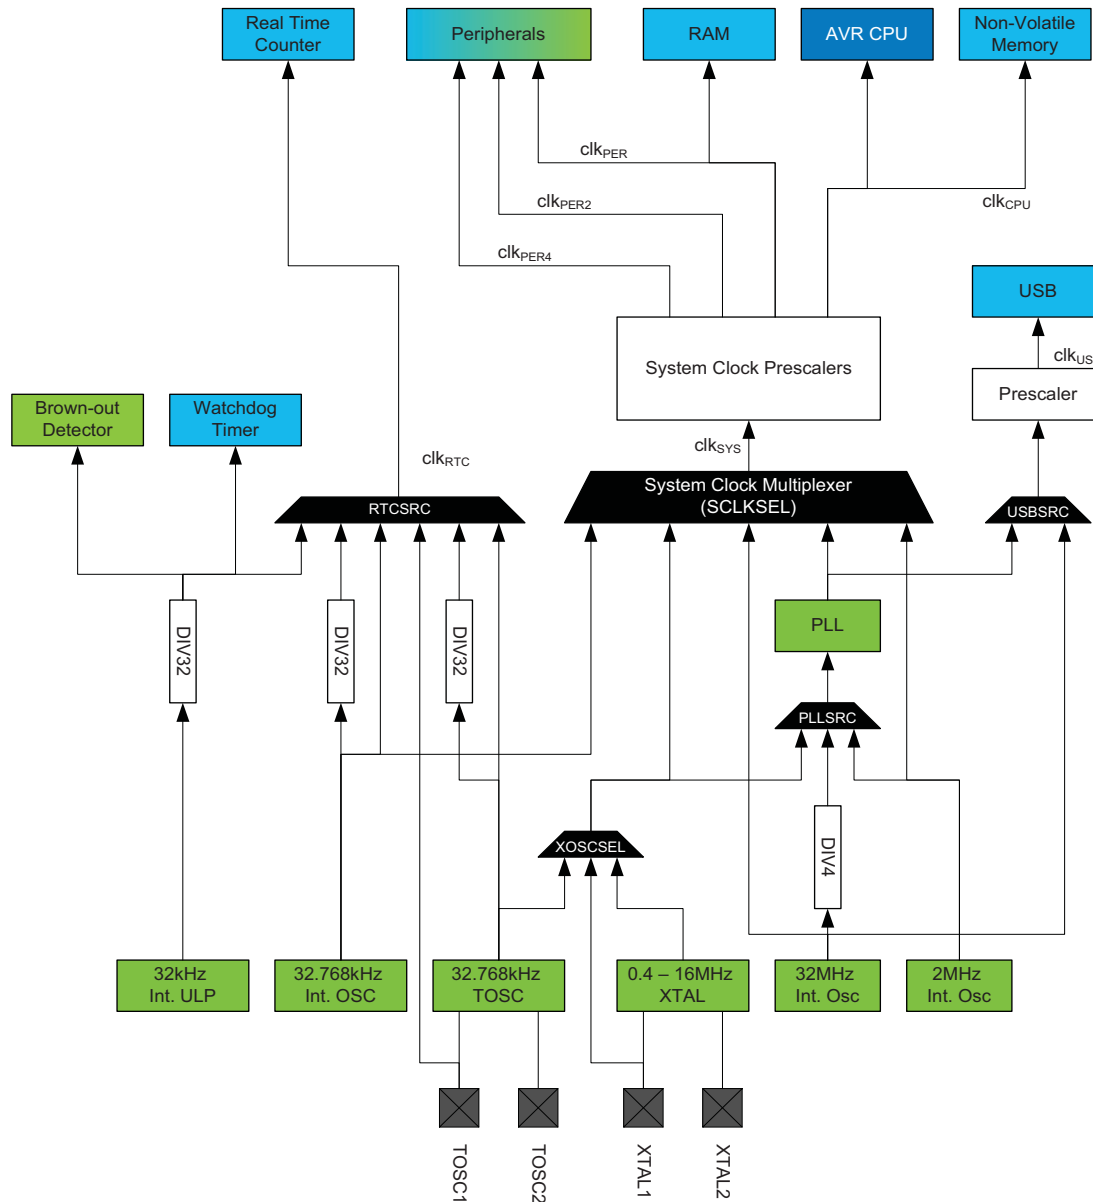 Real Time
Counter
Peripherals
RAM
AVR CPU
Non-Volatile
Memory
clkPER
clkPER2
clkCPU
clkPER4
USB
System Clock Prescalers
clkUS
Prescaler
Brown-out
Detector
Watchdog
Timer
clkRTC
clkSYS
System Clock Multiplexer
(SCLKSEL)
RTCSRC
USBSRC
DIV32
DIV32
DIV32
PLL
PLLSRC
XOSCSEL
DIV4
32kHz
Int. ULP
32.768kHz
Int. OSC
32.768kHz
TOSC
0.4 – 16MHz
XTAL
32MHz
Int. Osc
2MHz
Int. Osc
TOSC1
TOSC2
XTAL1
XTAL2